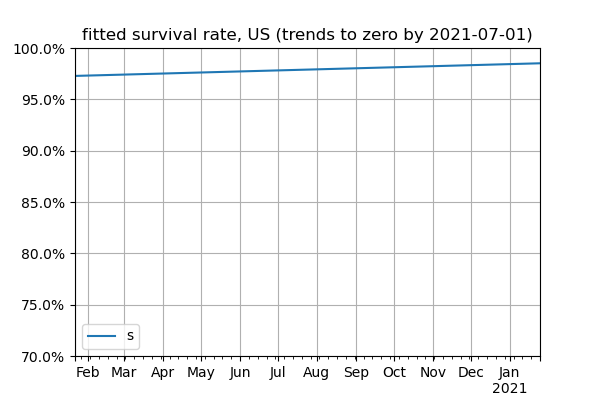 fitted survival rate, US (trends to zero by 2021-07-01)
100.0%
95.0%
90.0%
85.0%
80.0%
75.0%
70.0%
s
Feb Mar Apr May Jun Jul Aug Sep Oct Nov Dec Jan
2021